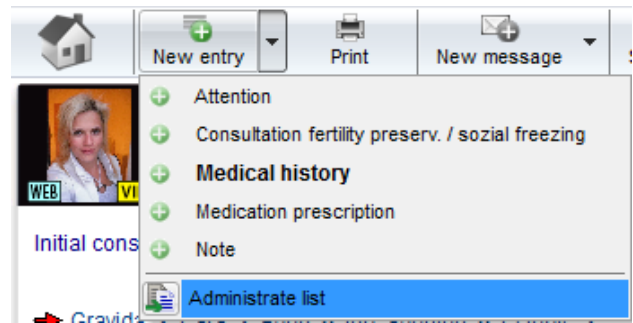 New entry
Print
New message
Attention
Consultation fertility preserv. / sozial freezing
Medical history
WEB
Medication prescription
Initial cons
Note
Administrate list